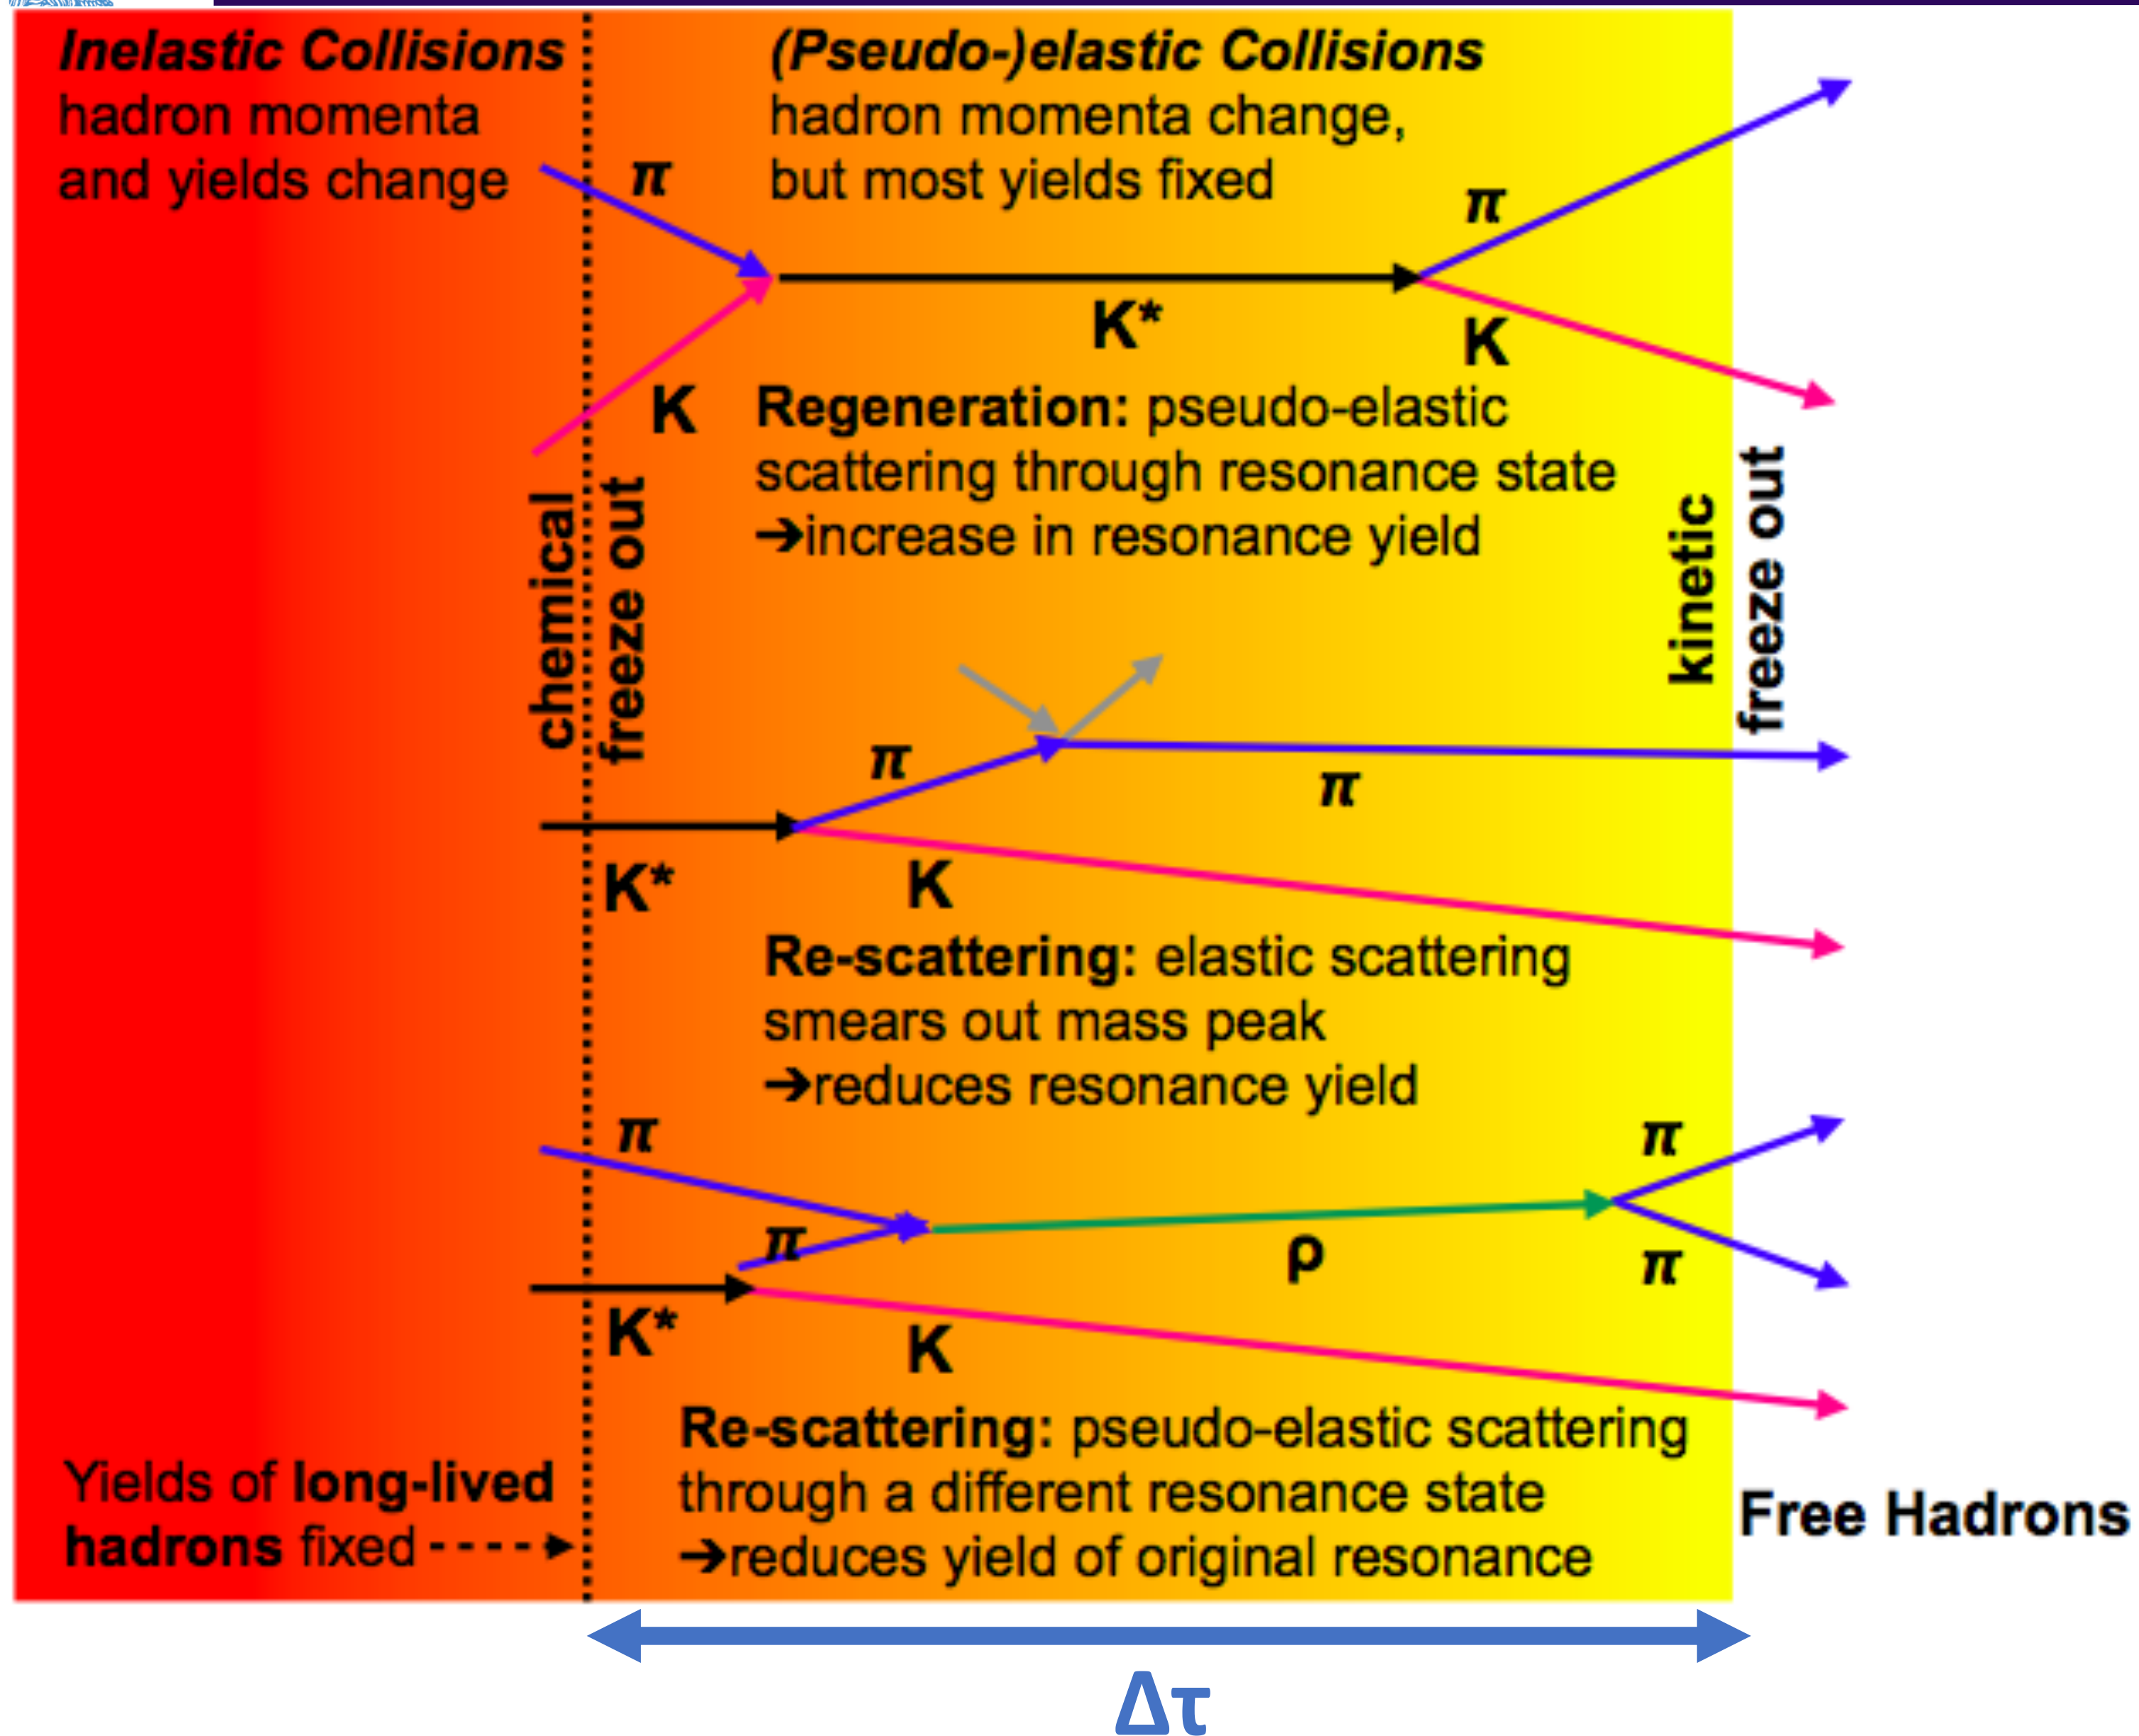 Inelastic Collisions
hadron momenta
and yields change
(Pseudo-)elastic Collisions
hadron momenta change,
but most yields fixed
π
π
K*
K
K
Regeneration: pseudo-elastic
scattering through resonance state
➔increase in resonance yield
chemical
freeze out
kinetic
freeze out
π
π
K*
K
Re-scattering: elastic scattering
smears out mass peak
➔reduces resonance yield
π
π
π
ρ
π
K*
K
Re-scattering: pseudo-elastic scattering
through a different resonance state
➔reduces yield of original resonance
Yields of long-lived
hadrons fixed
Free Hadrons
Δτ